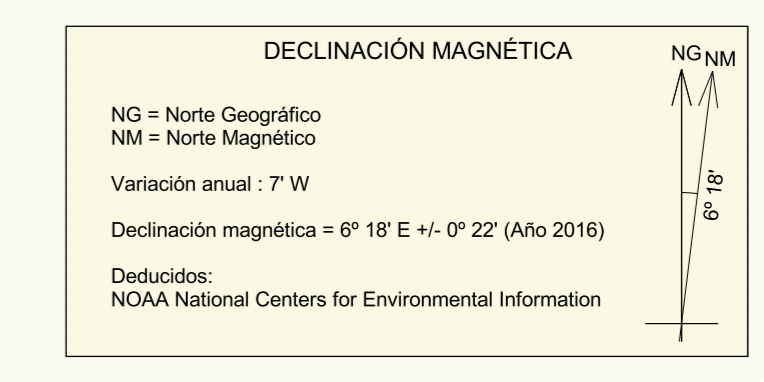 DECLINACIÓN MAGNÉTICA
NG NM
NG = Norte Geográfico
NM = Norte Magnético
Variación anual : 7' W
6º 18'
Declinación magnética = 6º 18' E +/- 0º 22' (Año 2016)
Deducidos:
NOAA National Centers for Environmental Information